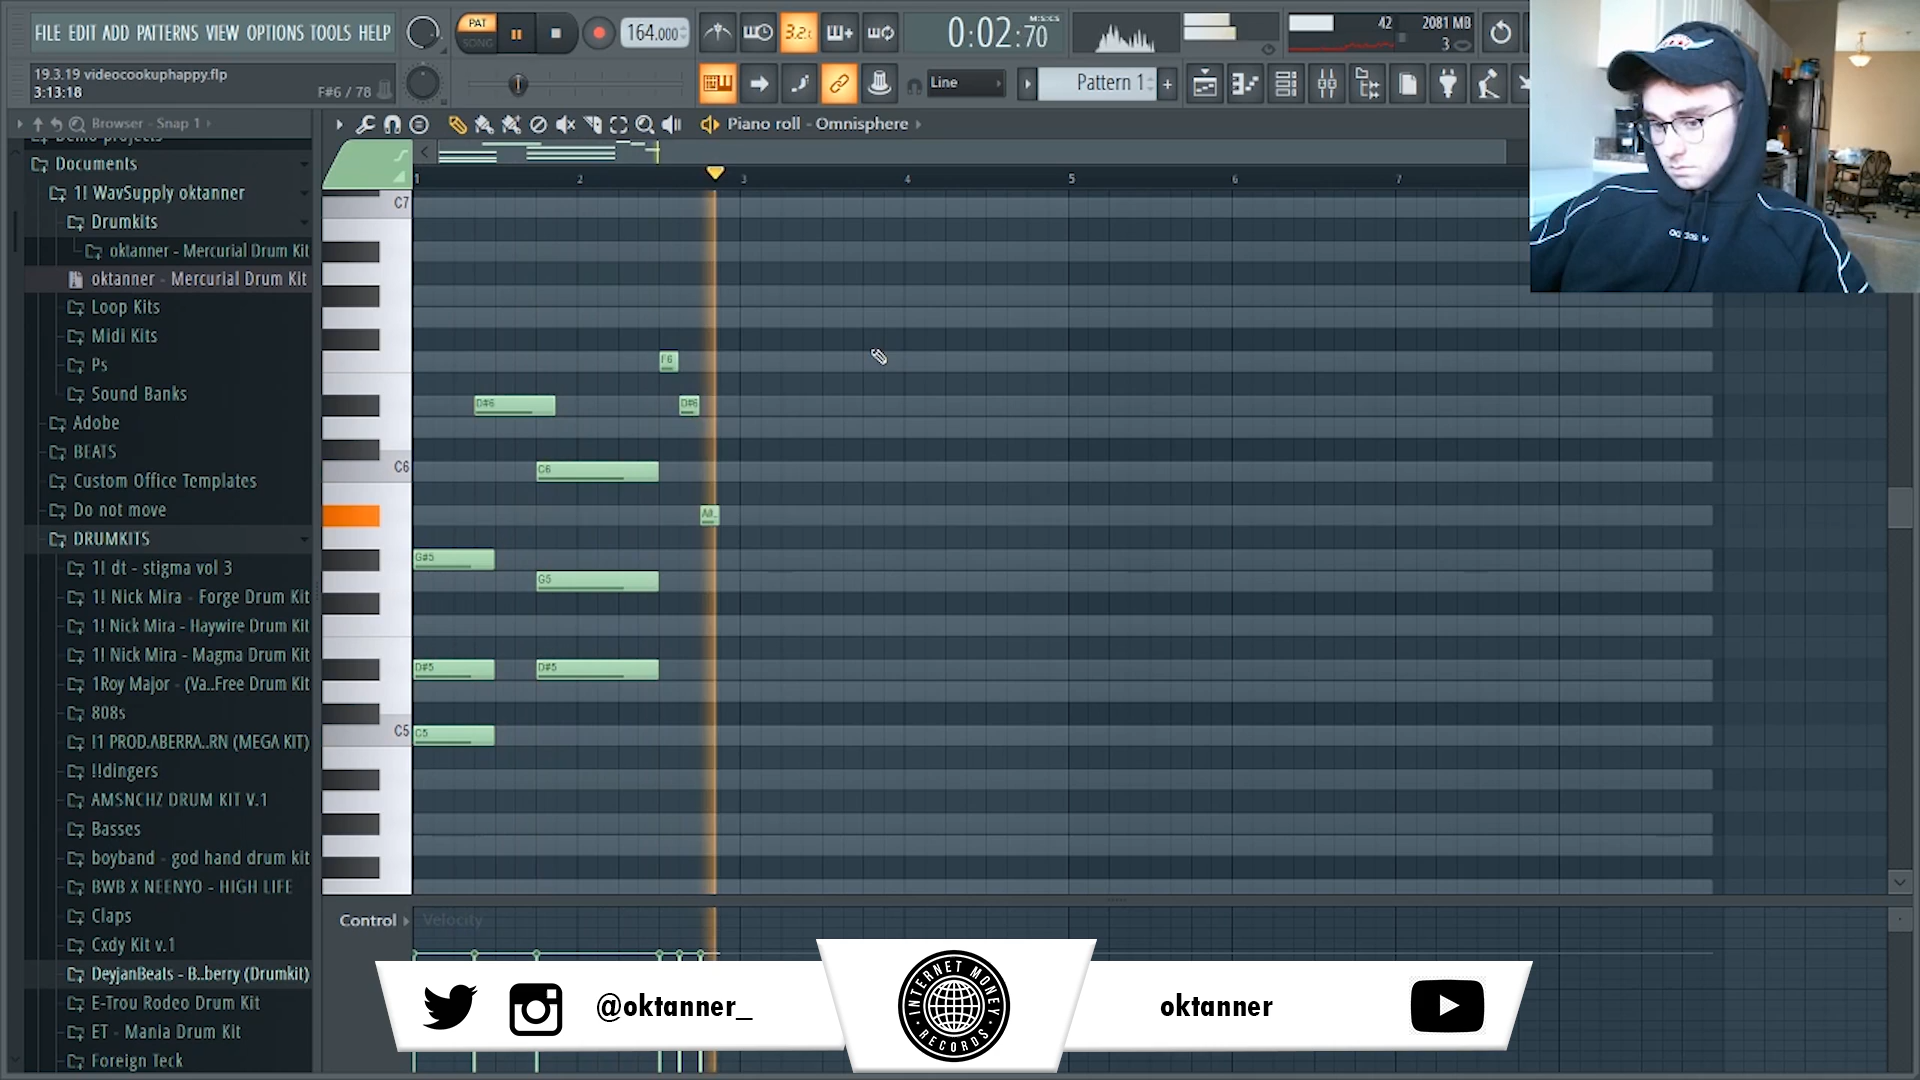 FILE EDIT ADD PATTERNS VIEW OPTIONS TOOLS HELP
PAT
SONG
164.000
3.2:
0:02:70
M:S:CS
42
2081 MB
3
19.3.19 videocookuphappy.flp
3:13:18
F#6 / 78
Line
Pattern 1
Browser - Snap 1
Piano roll - Omnisphere
Demo projects
Documents
1! WavSupply oktanner
Drumkits
oktanner - Mercurial Drum Kit
oktanner - Mercurial Drum Kit
Loop Kits
Midi Kits
Ps
Sound Banks
Adobe
BEATS
Custom Office Templates
Do not move
DRUMKITS
1! dt - stigma vol 3
1! Nick Mira - Forge Drum Kit
1! Nick Mira - Haywire Drum Kit
1! Nick Mira - Magma Drum Kit
1Roy Major - (Va..Free Drum Kit
808s
!1 PROD.ABERRA..RN (MEGA KIT)
!!dingers
AMSNCHZ DRUM KIT V.1
Basses
boyband - god hand drum kit
BWB X NEENYO - HIGH LIFE
Claps
Cxdy Kit v.1
DeyjanBeats - B..berry (Drumkit)
E-Trou Rodeo Drum Kit
ET - Mania Drum Kit
Foreign Teck
1 2 3 4 5 6 7
C7
F6
D#6
D#6
C6
C6
A#..
G#5
G5
D#5
D#5
C5
C5
Control
Velocity
@oktanner_
INTERNET MONEY
RECORDS
oktanner